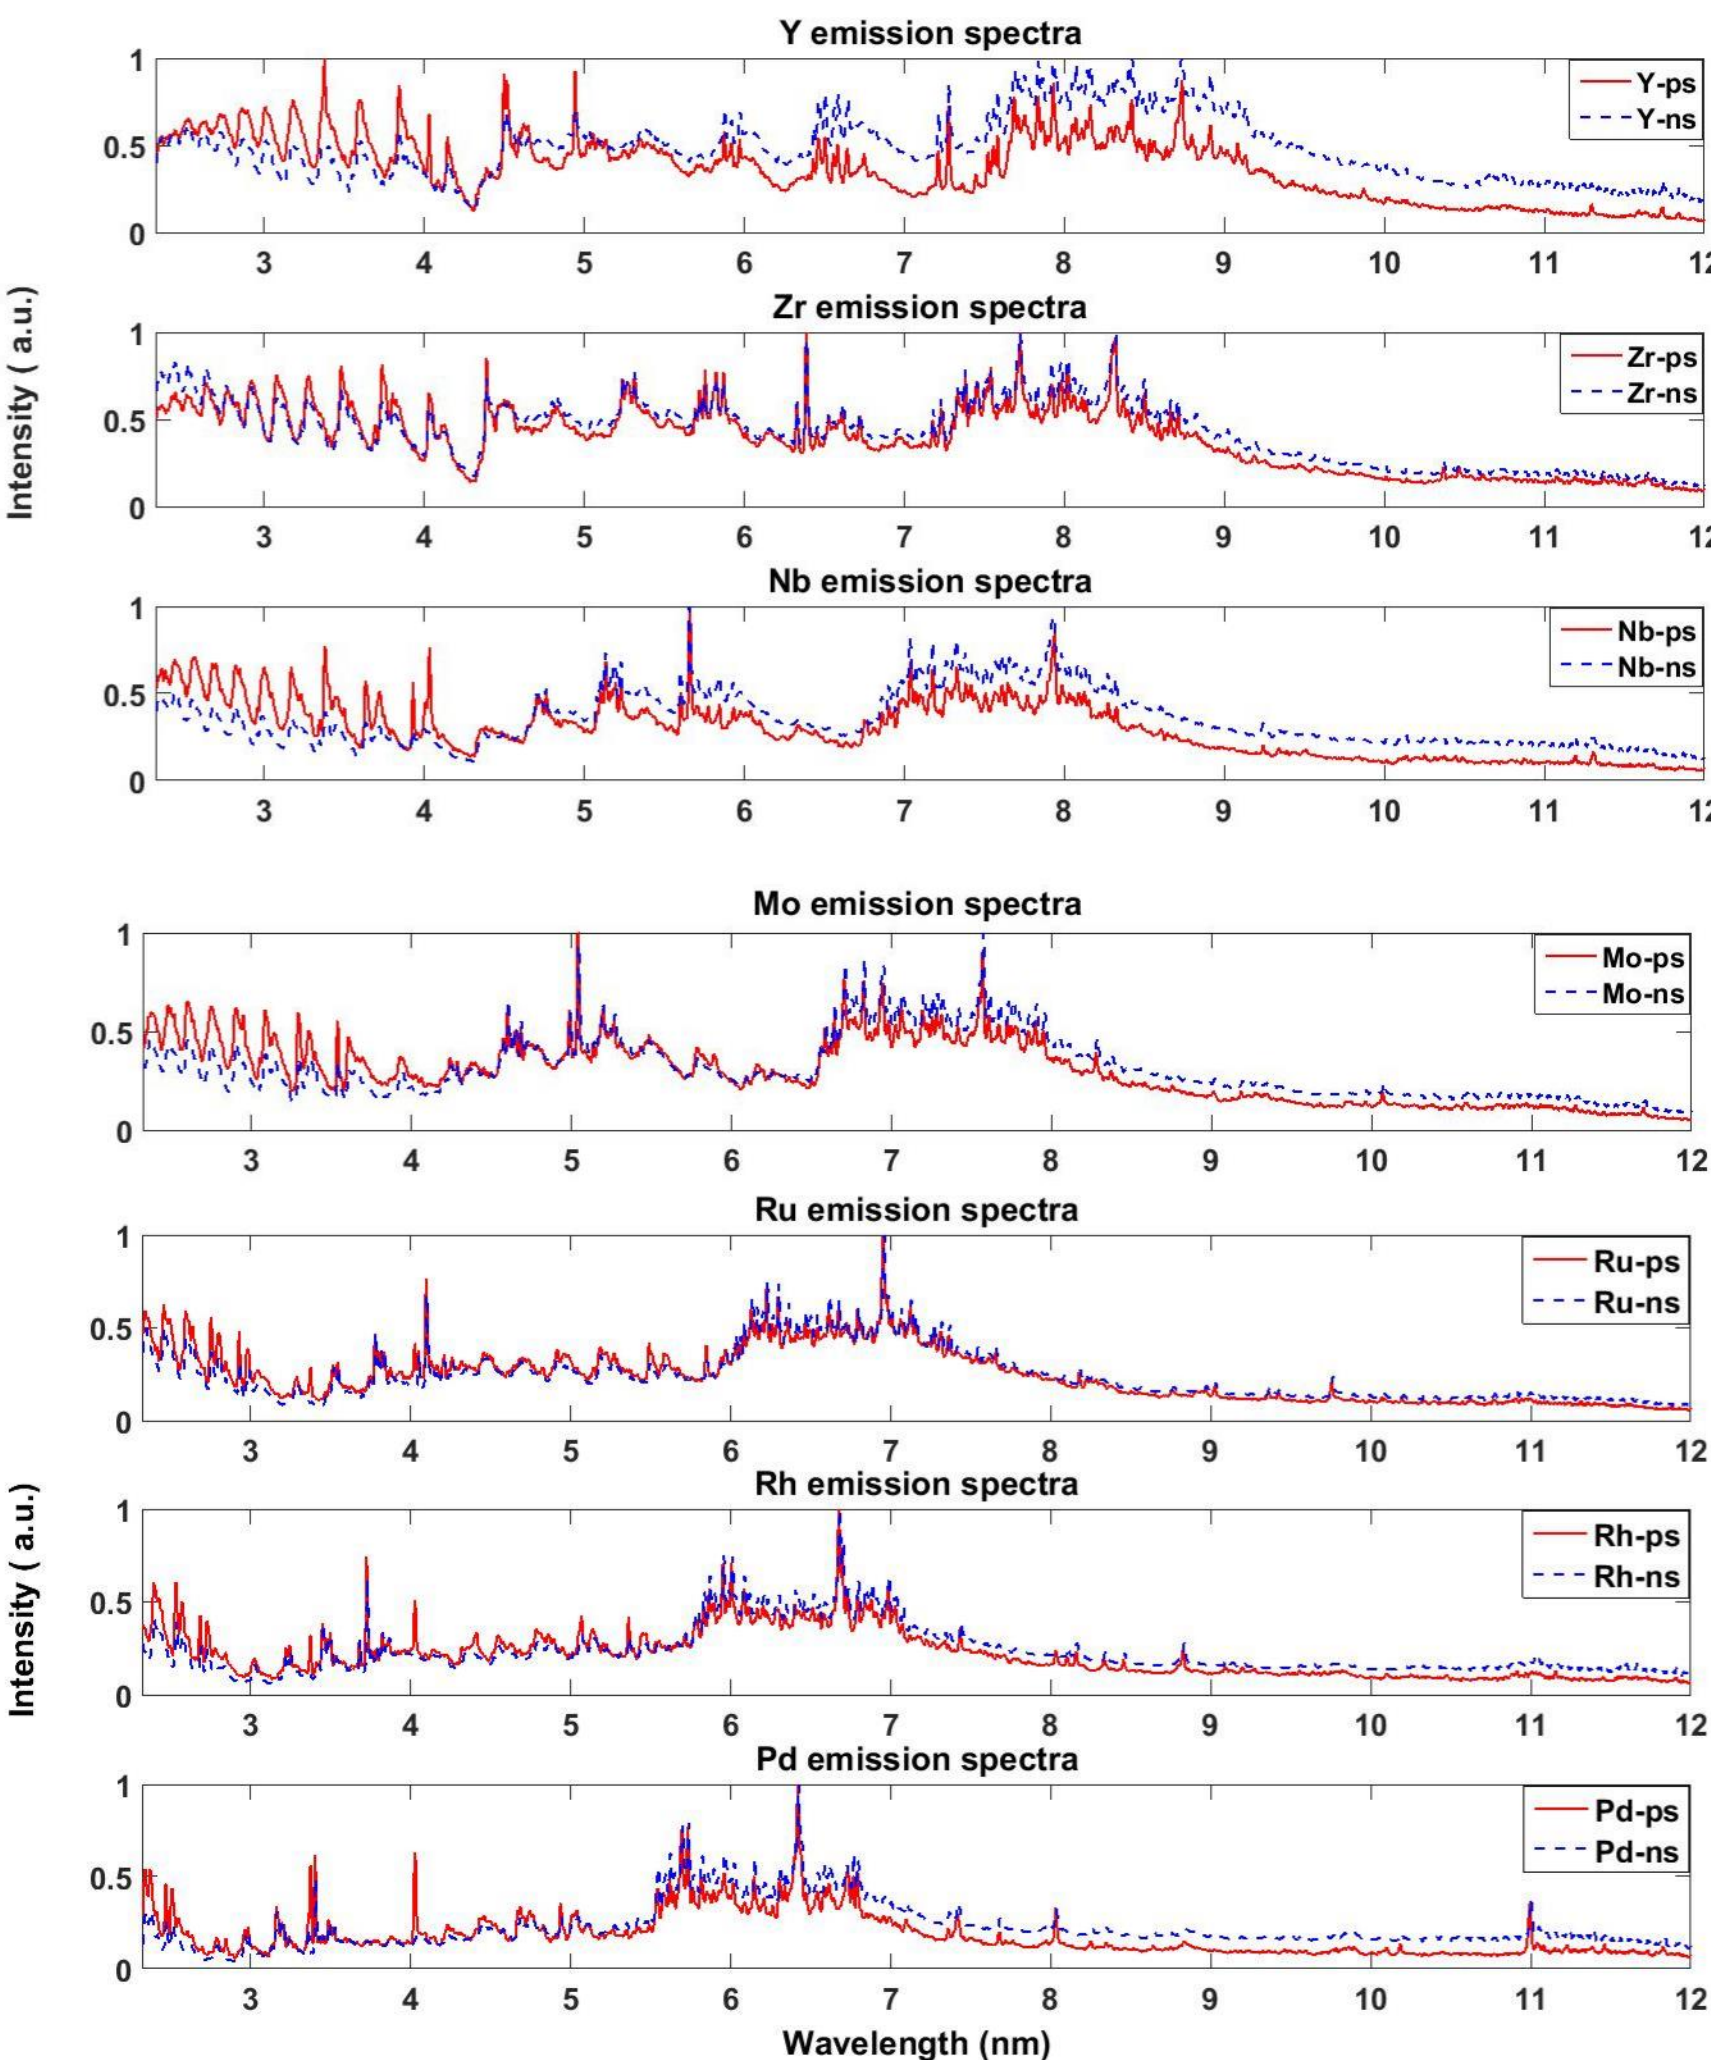 Y emission spectra
1
0.5
0
Y-ps
Y-ns
3 4 5 6 7 8 9 10 11 12
Zr emission spectra
1
0.5
0
Zr-ps
Zr-ns
3 4 5 6 7 8 9 10 11 12
Intensity ( a.u.)
Nb emission spectra
1
0.5
0
Nb-ps
Nb-ns
3 4 5 6 7 8 9 10 11 12
Mo emission spectra
1
0.5
0
Mo-ps
Mo-ns
3 4 5 6 7 8 9 10 11 12
Ru emission spectra
1
0.5
0
Ru-ps
Ru-ns
3 4 5 6 7 8 9 10 11 12
Rh emission spectra
1
0.5
0
Rh-ps
Rh-ns
3 4 5 6 7 8 9 10 11 12
Intensity ( a.u.)
Pd emission spectra
1
0.5
0
Pd-ps
Pd-ns
3 4 5 6 7 8 9 10 11 12
Wavelength (nm)